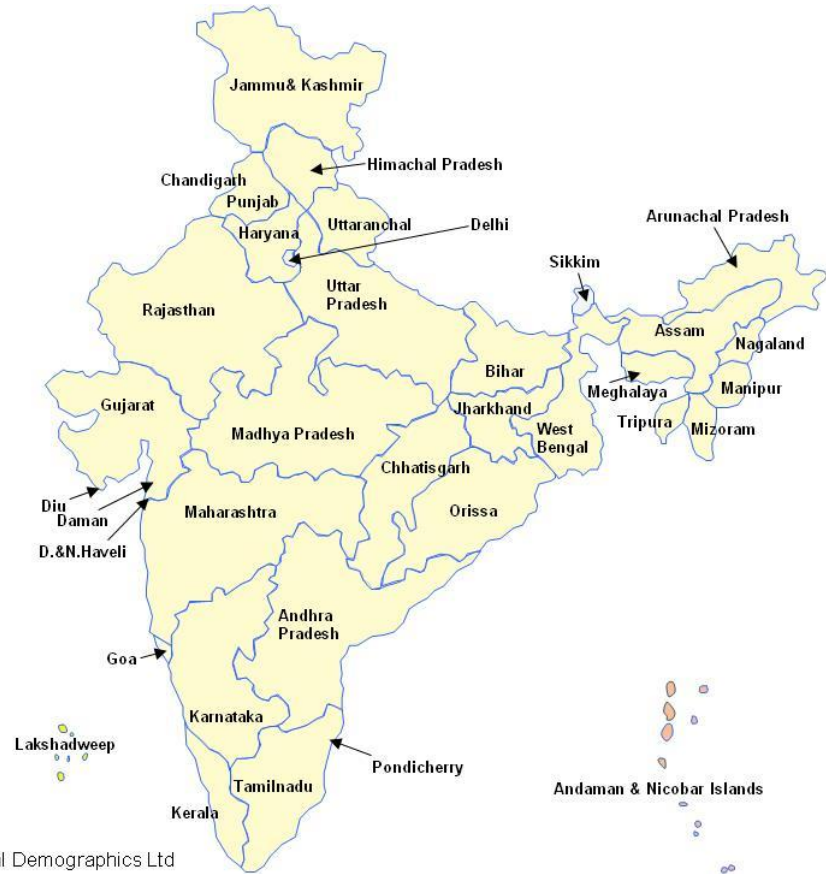 Jammu& Kashmir
Himachal Pradesh
Chandigarh
Punjab
Haryana
Uttaranchal
Delhi
Arunachal Pradesh
Sikkim
Rajasthan
Uttar
Pradesh
Assam
Nagaland
Bihar
Meghalaya
Manipur
Gujarat
Jharkhand
Tripura
Mizoram
West
Bengal
Madhya Pradesh
Chhatisgarh
Diu
Daman
Maharashtra
Orissa
D.&N.Haveli
Andhra
Pradesh
Goa
Karnataka
Lakshadweep
Pondicherry
Tamilnadu
Andaman & Nicobar Islands
Kerala
Demographics Ltd